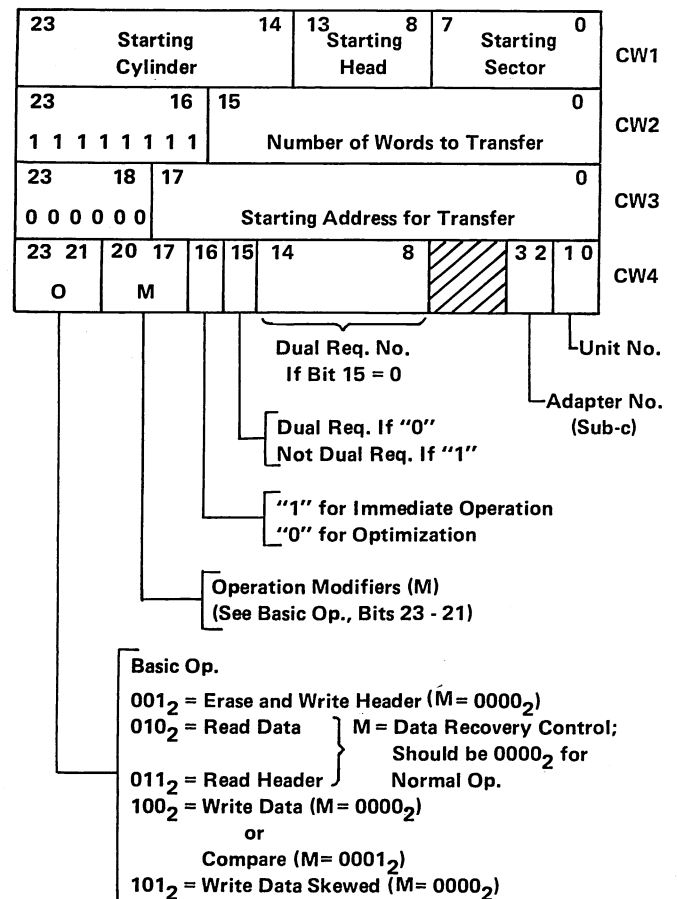 23 14 13 8 7 0
Starting Starting Starting
Cylinder Head Sector CW1
23 16 15 0
1 1 1 1 1 1 1 1 Number of Words to Transfer CW2
23 18 17 0
0 0 0 0 0 0 Starting Address for Transfer CW3
23 21 20 17 16 15 14 8 3 2 1 0
O M CW4
Dual Req. No.
If Bit 15 = 0
Unit No.
Adapter No.
(Sub-c)
Dual Req. If "0"
Not Dual Req. If "1"
"1" for Immediate Operation
"0" for Optimization
Operation Modifiers (M)
(See Basic Op., Bits 23 - 21)
Basic Op.
001₂ = Erase and Write Header (M = 0000₂)
010₂ = Read Data M = Data Recovery Control;
Should be 0000₂ for
011₂ = Read Header Normal Op.
100₂ = Write Data (M= 0000₂)
or
Compare (M= 0001₂)
101₂ = Write Data Skewed (M= 0000₂)